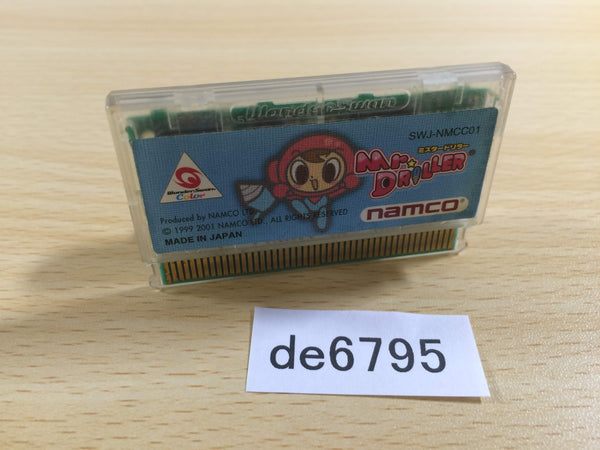 WonderSwan
SWJ-NMCC01
ミスタードリラー
MR. DRILLER
WonderSwan
Color
namco
Produced by NAMCO LTD.
© 1999 2001 NAMCO LTD., ALL RIGHTS RESERVED
MADE IN JAPAN
de6795